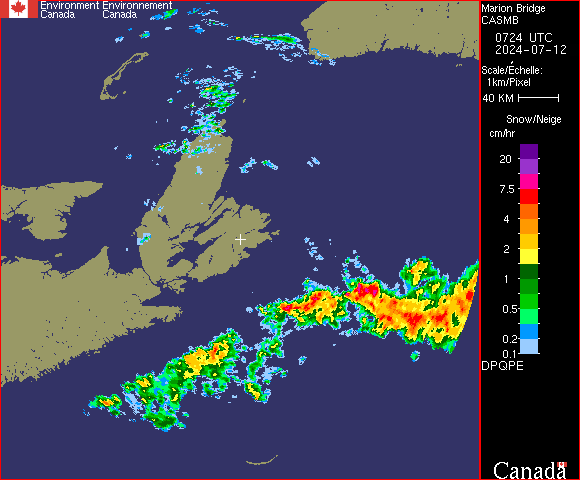 Environment Environnement
Canada Canada
Marion Bridge
CASMB
0724 UTC
2024-07-12
Scale/Échelle:
1km/Pixel
40 KM
Snow/Neige
cm/hr
20
7.5
4
2
1
0.5
0.2
0.1
DPQPE
Canada